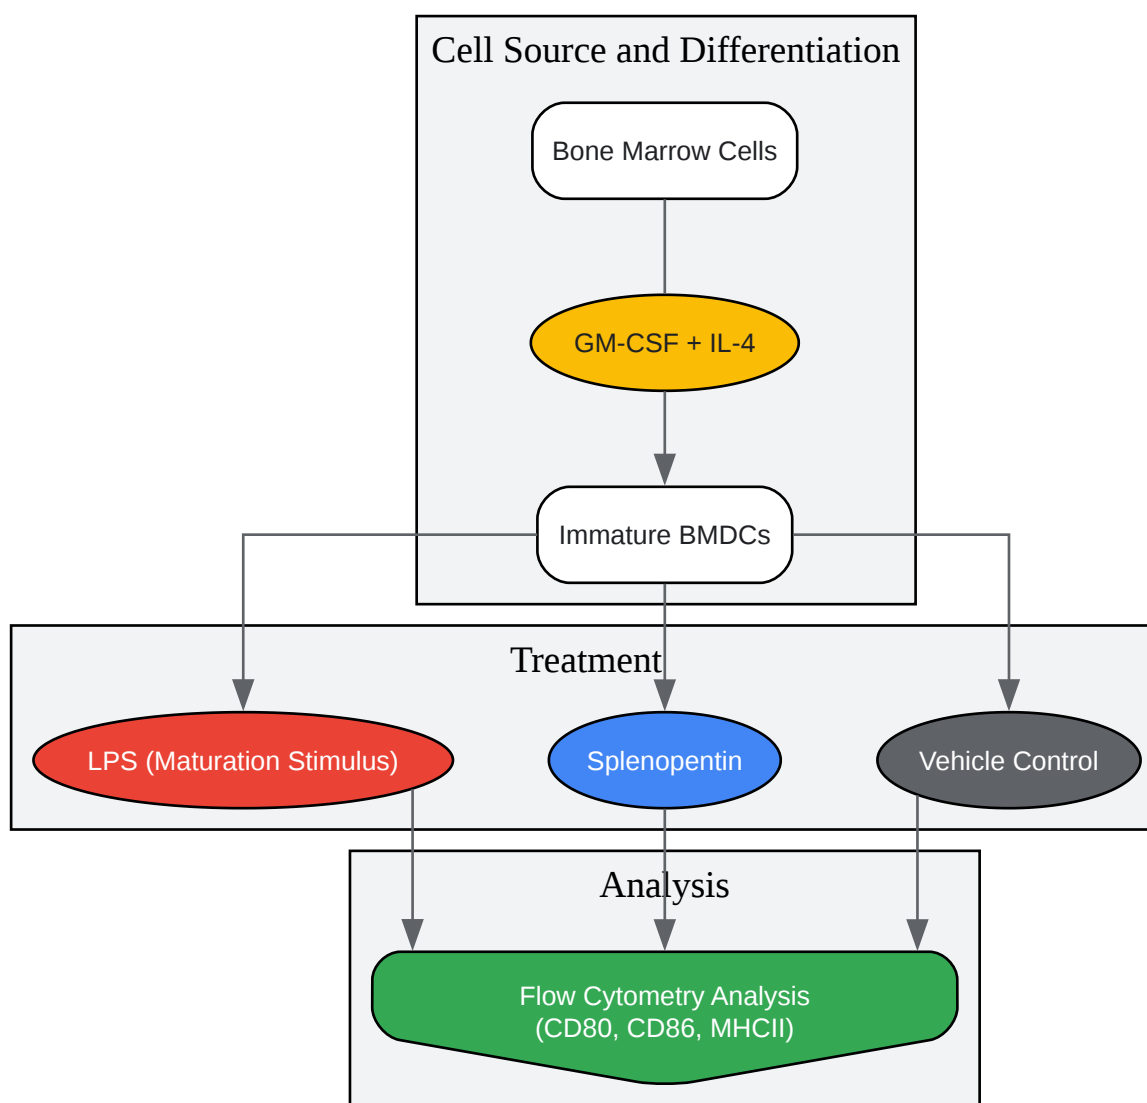 Cell Source and Differentiation
Bone Marrow Cells
GM-CSF + IL-4
Immature BMDCs
Treatment
LPS (Maturation Stimulus)
Splenopentin
Vehicle Control
Analysis
Flow Cytometry Analysis
(CD80, CD86, MHCII)